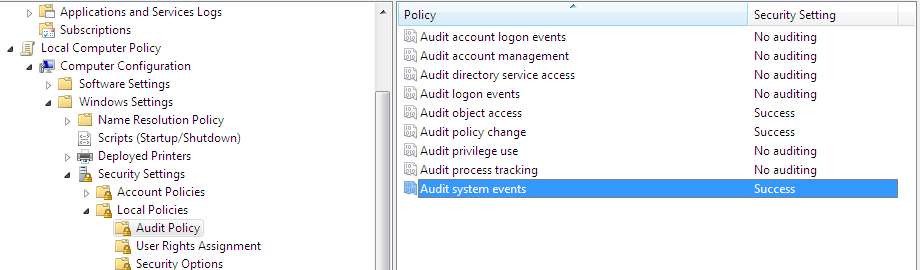 Applications and Services Logs
Subscriptions
Local Computer Policy
Computer Configuration
Software Settings
Windows Settings
Name Resolution Policy
Scripts (Startup/Shutdown)
Deployed Printers
Security Settings
Account Policies
Local Policies
Audit Policy
User Rights Assignment
Security Options
Policy Security Setting
Audit account logon events No auditing
Audit account management No auditing
Audit directory service access No auditing
Audit logon events No auditing
Audit object access Success
Audit policy change Success
Audit privilege use No auditing
Audit process tracking No auditing
Audit system events Success